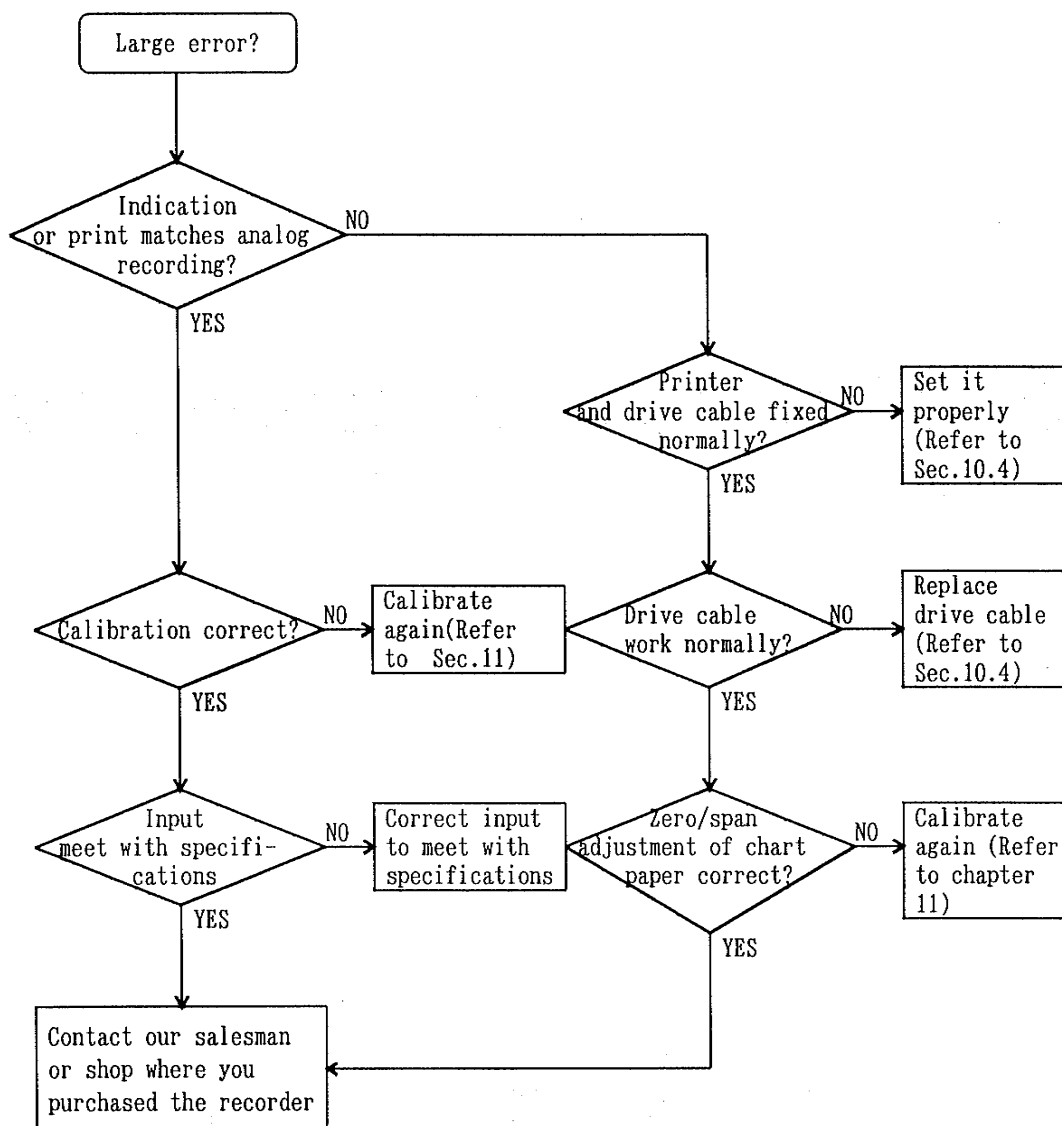 Large error?
Indication
or print matches analog
recording?
NO
YES
Printer
and drive cable fixed
normally?
NO
YES
Set it
properly
(Refer to
Sec.10.4)
Calibration correct?
NO
YES
Calibrate
again(Refer
to Sec.11)
Drive cable
work normally?
NO
YES
Replace
drive cable
(Refer to
Sec.10.4)
Input
meet with specifi-
cations
NO
YES
Correct input
to meet with
specifications
Zero/span
adjustment of chart
paper correct?
NO
YES
Calibrate
again (Refer
to chapter
11)
Contact our salesman
or shop where you
purchased the recorder